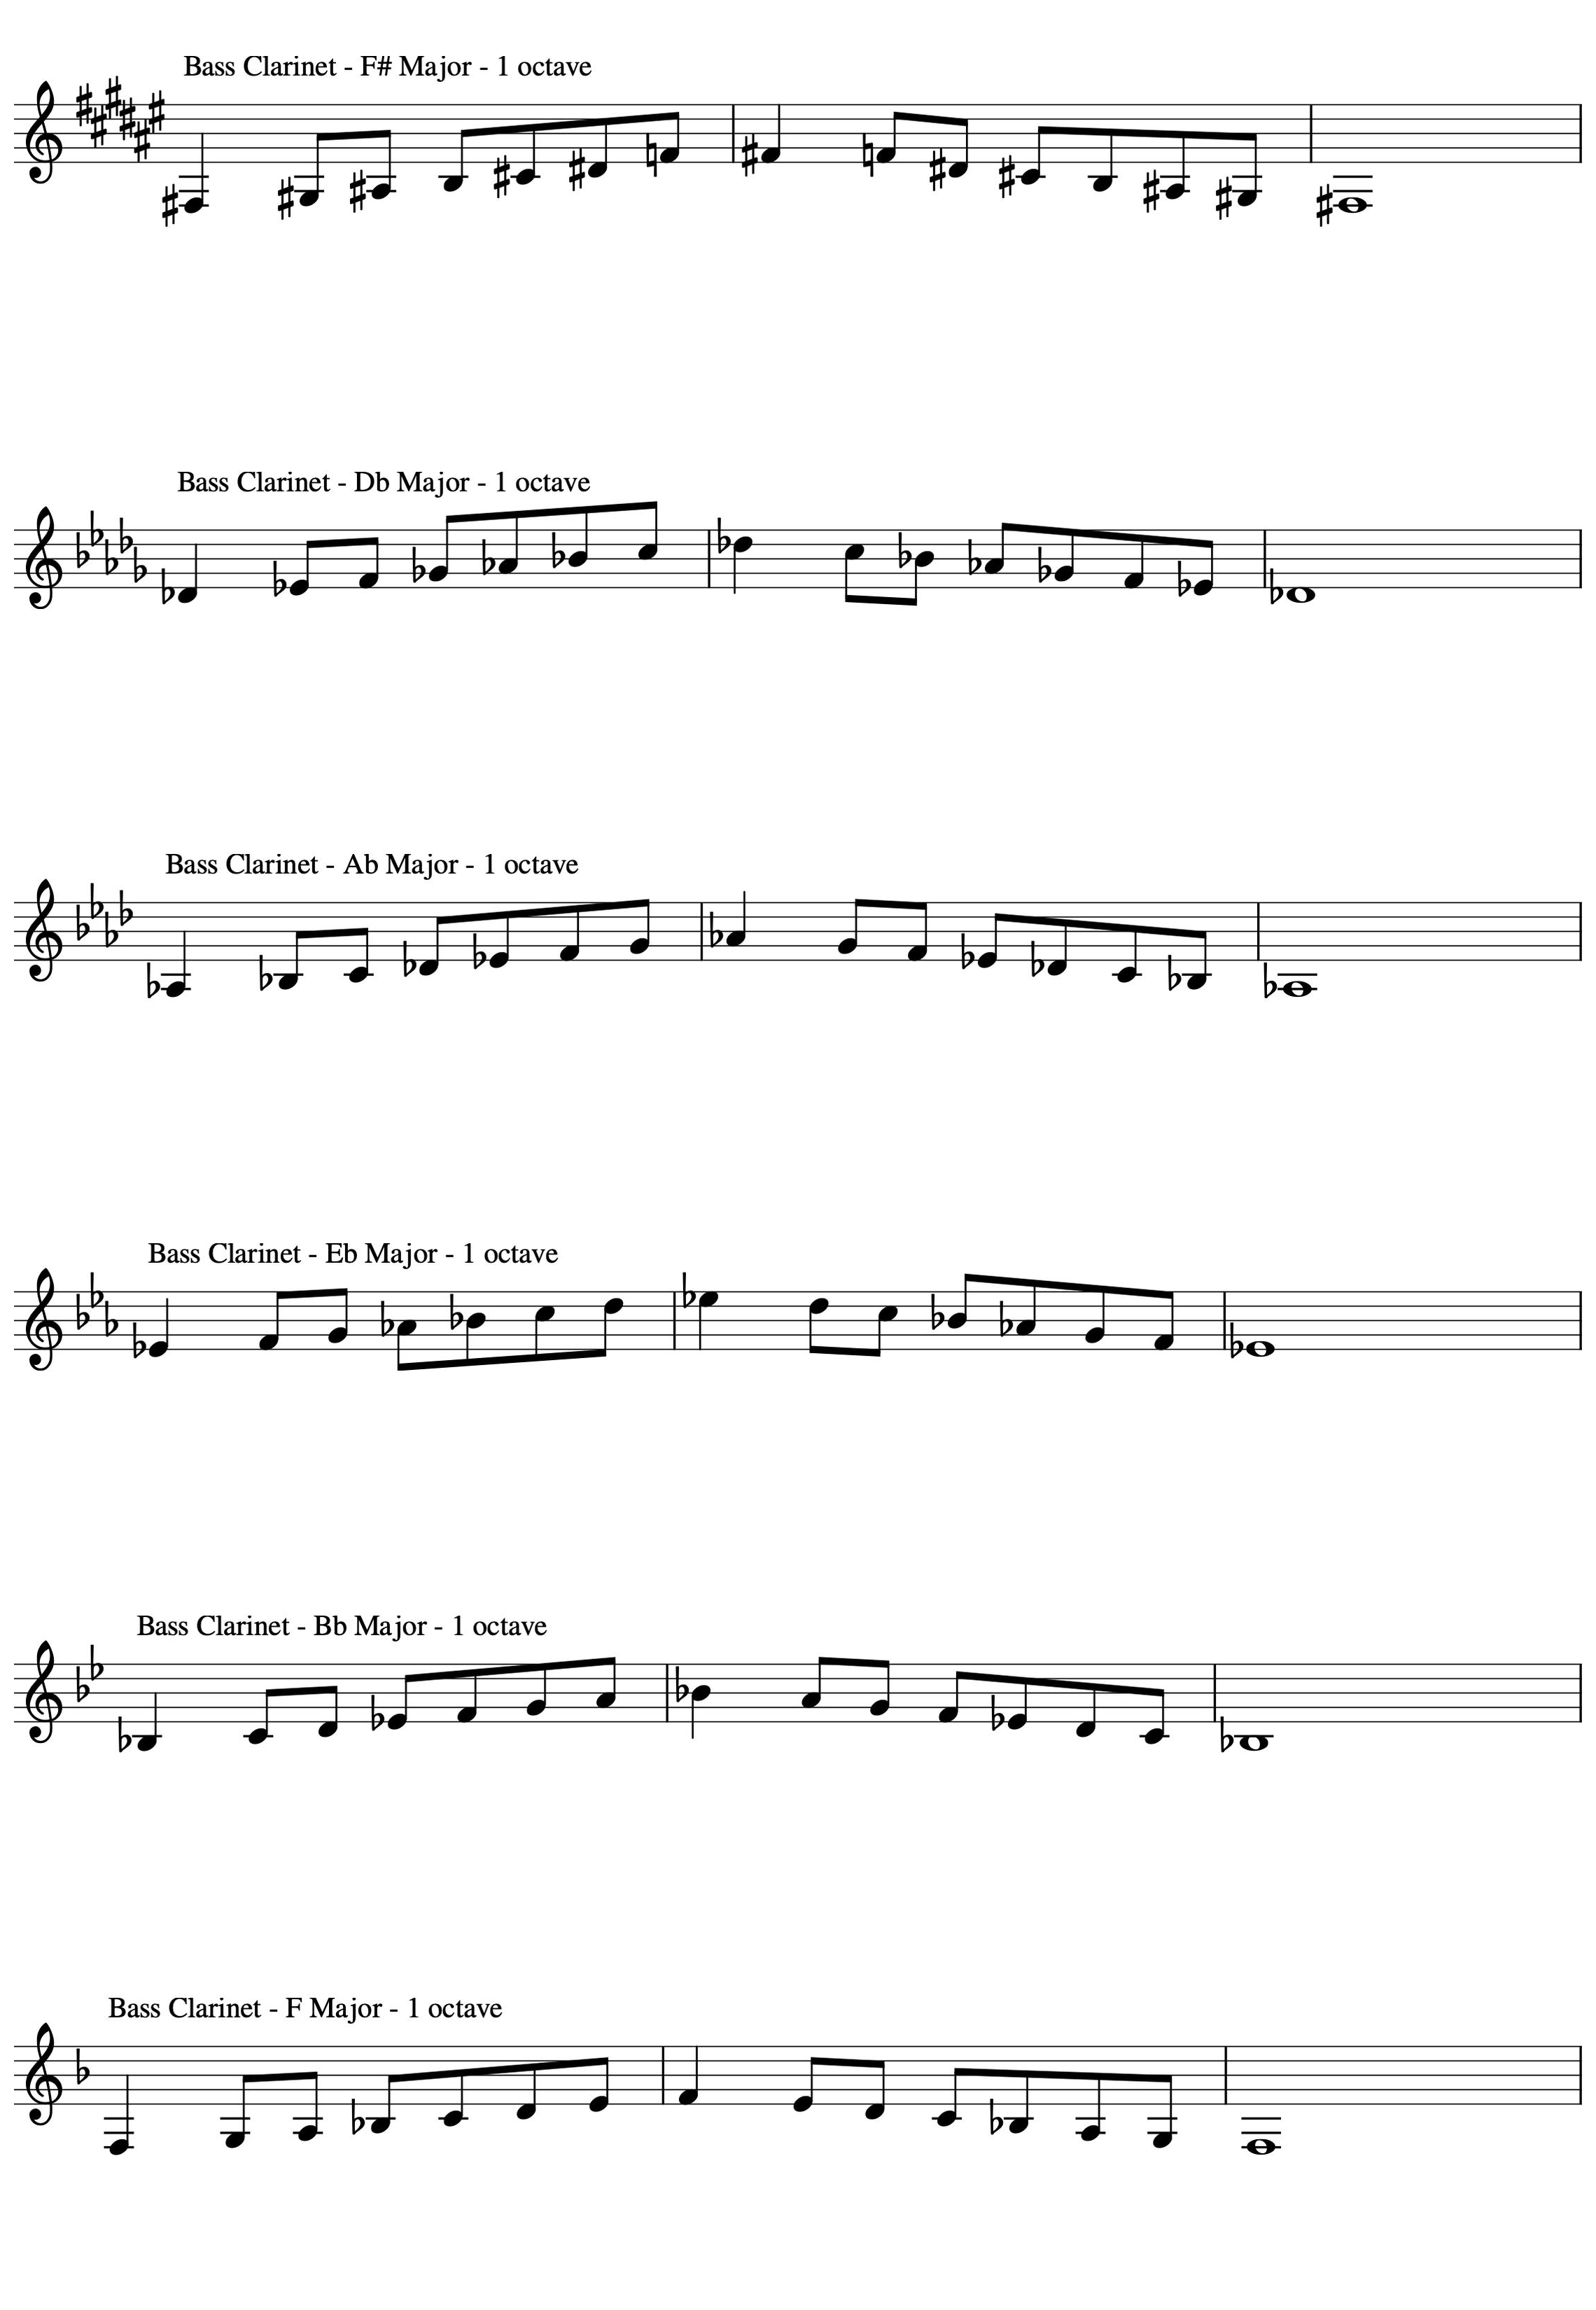 Bass Clarinet - F# Major - 1 octave
Bass Clarinet - Db Major - 1 octave
Bass Clarinet - Ab Major - 1 octave
Bass Clarinet - Eb Major - 1 octave
Bass Clarinet - Bb Major - 1 octave
Bass Clarinet - F Major - 1 octave